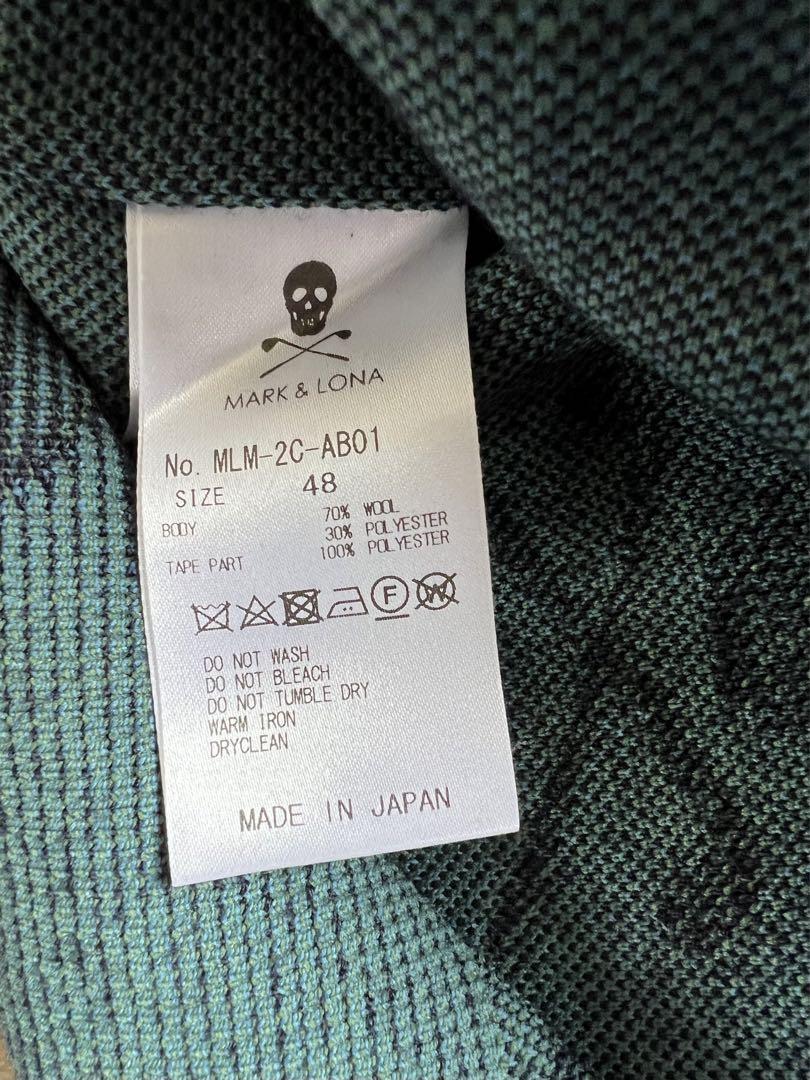 MARK & LONA
No. MLM-2C-AB01
SIZE 48
BODY 70% WOOL
30% POLYESTER
TAPE PART 100% POLYESTER
F W
DO NOT WASH
DO NOT BLEACH
DO NOT TUMBLE DRY
WARM IRON
DRYCLEAN
MADE IN JAPAN